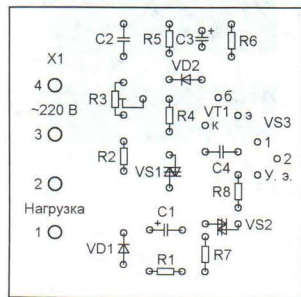 C2
R5
C3
+
R6
X1
VD2
4
~220 В
R3
б
VT1
э
к
VS3
R4
3
1
R2
C4
2
VS1
У. э.
2
R8
Нагрузка
C1
+
VS2
1
VD1
R1
R7